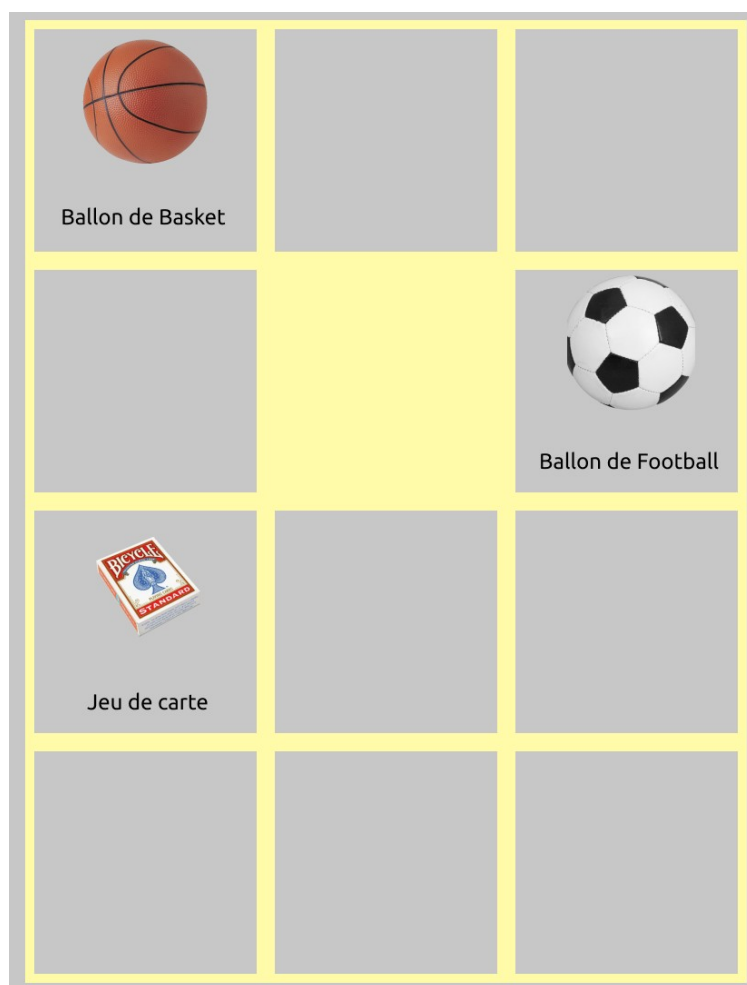 Ballon de Basket
Ballon de Football
BICYCLE
STANDARD
Jeu de carte